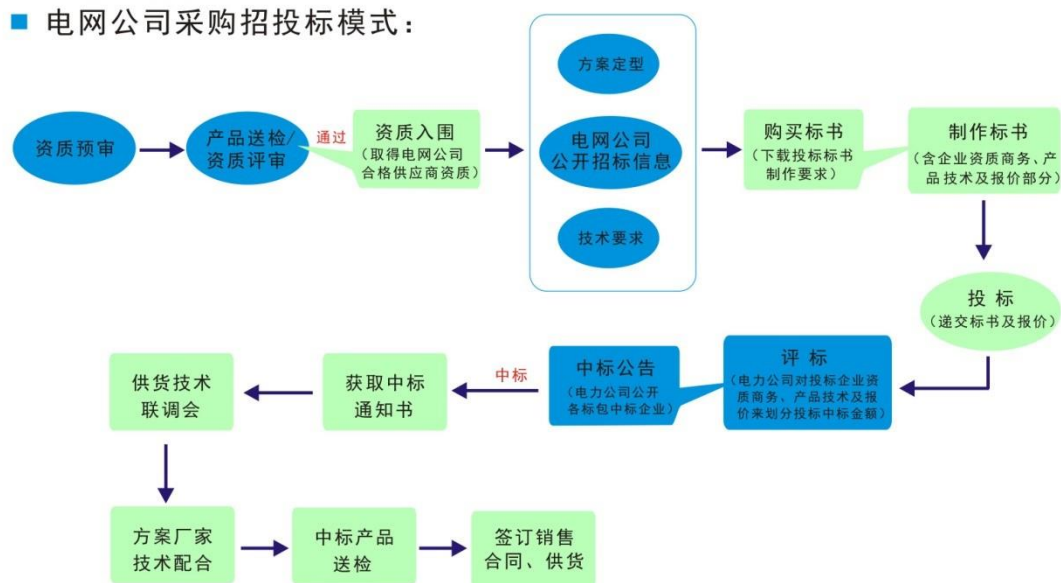 电网公司采购招投标模式：
资质预审
产品送检/
资质评审
通过
资质入围
（取得电网公司
合格供应商资质）
方案定型
电网公司
公开招标信息
技术要求
购买标书
（下载投标标书
制作要求）
制作标书
（含企业资质商务、产
品技术及报价部分）
投 标
（递交标书及报价）
评 标
（电力公司对投标企业资
质商务、产品技术及报
价来划分投标中标金额）
中标公告
（电力公司公开
各标包中标企业）
中标
获取中标
通知书
供货技术
联调会
方案厂家
技术配合
中标产品
送检
签订销售
合同、供货